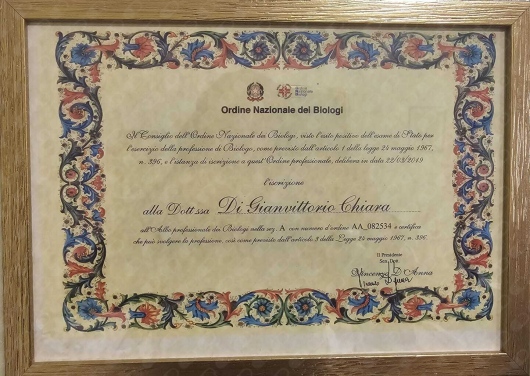 Ordine Nazionale dei Biologi
Il Consiglio dell'Ordine Nazionale dei Biologi, visto l'esito positivo dell'esame di Stato per
l'esercizio della professione di Biologo, come previsto dall'articolo 1 della legge 24 maggio 1967,
n. 396, e l'istanza di iscrizione a quest'Ordine professionale, delibera in data 22/03/2019
l'iscrizione
alla Dott.ssa Di Gianvittorio Chiara
all'Albo professionale dei Biologi nella sez. A con numero d'ordine AA_082534 e certifica
che può svolgere la professione, così come previsto dall'articolo 3 della Legge 24 maggio 1967, n. 396
Il Presidente
Sen. Dott.
Vincenzo D'Anna